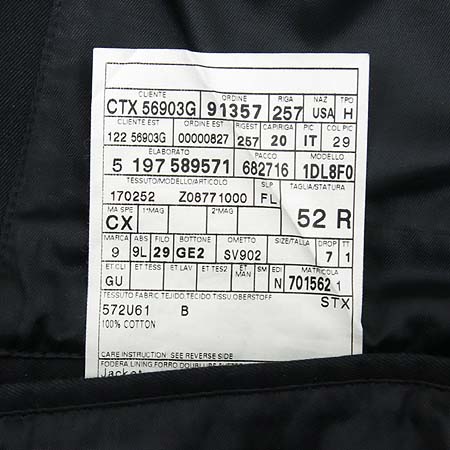 CLIENTE ORDINE RIGA NAZ TPO
CTX 56903G 91357 257 USA H
CLIENTE EST ORDINE EST RIGEST CAPIRIGA PIC COL PIC
122 56903G 00000827 257 20 IT 29
ELABORATO PACCO MODELLO
5 197 589571 682716 1DL8F0
TESSUTO/MODELLO/ARTICOLO SLP TAGLIA/STATURA
170252 Z08771000 FL
52 R
MA SPE 1°MAG 2°MAG
CX
MARCA ABS FILO BOTTONE OMETTO SIZE/TALLA DROP TT
9 9L 29 GE2 SV902 7 1
ET CLI ET TESS ET LAV ET TES2 ET MAN SM EDI MATRICOLA
GU N 701562 1
TESSUTO FABRIC TEJIDO,TECIDO TISSU,OBERSTOFF STX
572U61 B
100% COTTON
CARE INSTRUCTION SEE REVERSE SIDE
FODERA LINING FORRO
Jacket